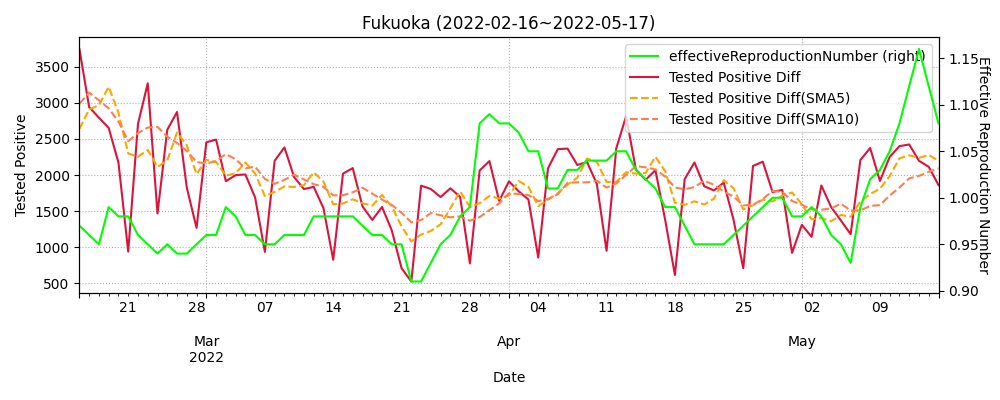 Fukuoka (2022-02-16~2022-05-17)
effectiveReproductionNumber (right)
Tested Positive Diff
Tested Positive Diff(SMA5)
Tested Positive Diff(SMA10)
Tested Positive
3500
3000
2500
2000
1500
1000
500
1.15
1.10
1.05
1.00
0.95
0.90
Effective Reproduction Number
21 28 07 14 21 28 04 11 18 25 02 09
Mar Apr May
2022
Date